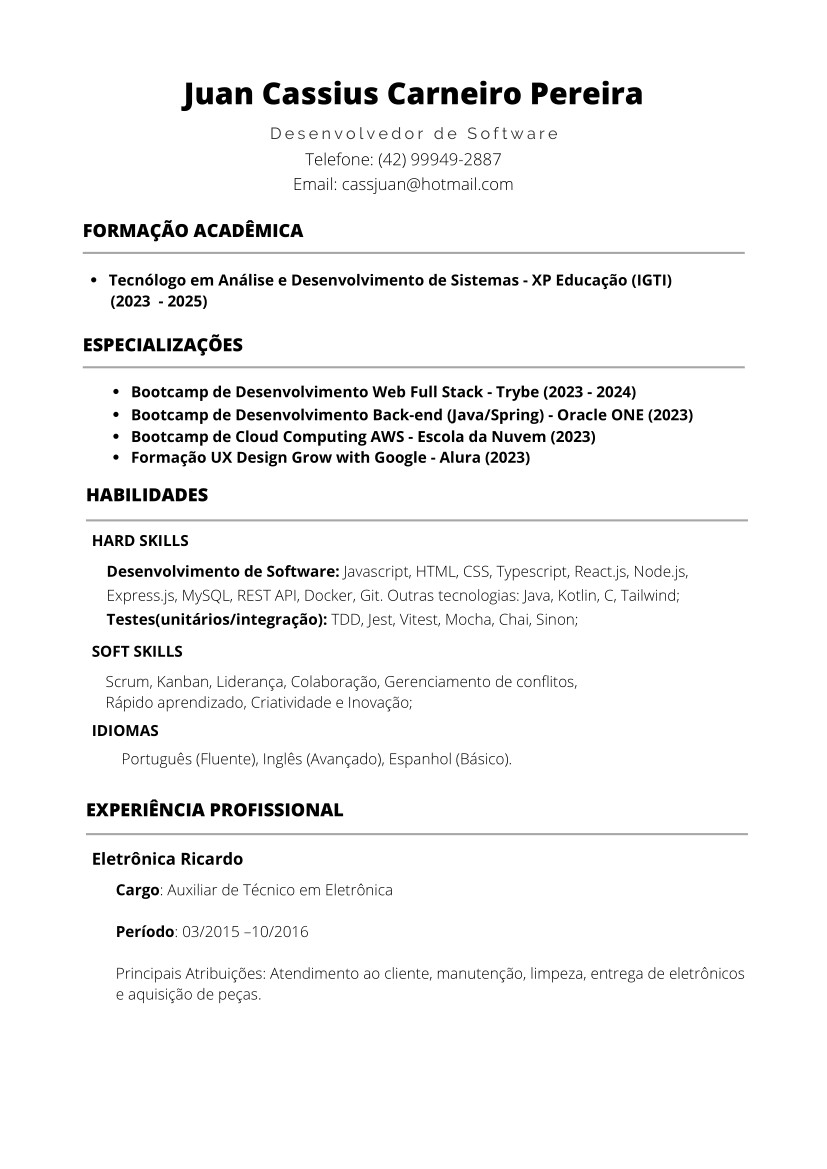 Juan Cassius Carneiro Pereira
Desenvolvedor de Software
Telefone: (42) 99949-2887
Email: cassjuan@hotmail.com
FORMAÇÃO ACADÊMICA
• Tecnólogo em Análise e Desenvolvimento de Sistemas - XP Educação (IGTI)
(2023 - 2025)
ESPECIALIZAÇÕES
• Bootcamp de Desenvolvimento Web Full Stack - Trybe (2023 - 2024)
• Bootcamp de Desenvolvimento Back-end (Java/Spring) - Oracle ONE (2023)
• Bootcamp de Cloud Computing AWS - Escola da Nuvem (2023)
• Formação UX Design Grow with Google - Alura (2023)
HABILIDADES
HARD SKILLS
Desenvolvimento de Software: Javascript, HTML, CSS, Typescript, React.js, Node.js,
Express.js, MySQL, REST API, Docker, Git. Outras tecnologias: Java, Kotlin, C, Tailwind;
Testes(unitários/integração): TDD, Jest, Vitest, Mocha, Chai, Sinon;
SOFT SKILLS
Scrum, Kanban, Liderança, Colaboração, Gerenciamento de conflitos,
Rápido aprendizado, Criatividade e Inovação;
IDIOMAS
Português (Fluente), Inglês (Avançado), Espanhol (Básico).
EXPERIÊNCIA PROFISSIONAL
Eletrônica Ricardo
Cargo: Auxiliar de Técnico em Eletrônica
Período: 03/2015 –10/2016
Principais Atribuições: Atendimento ao cliente, manutenção, limpeza, entrega de eletrônicos
e aquisição de peças.